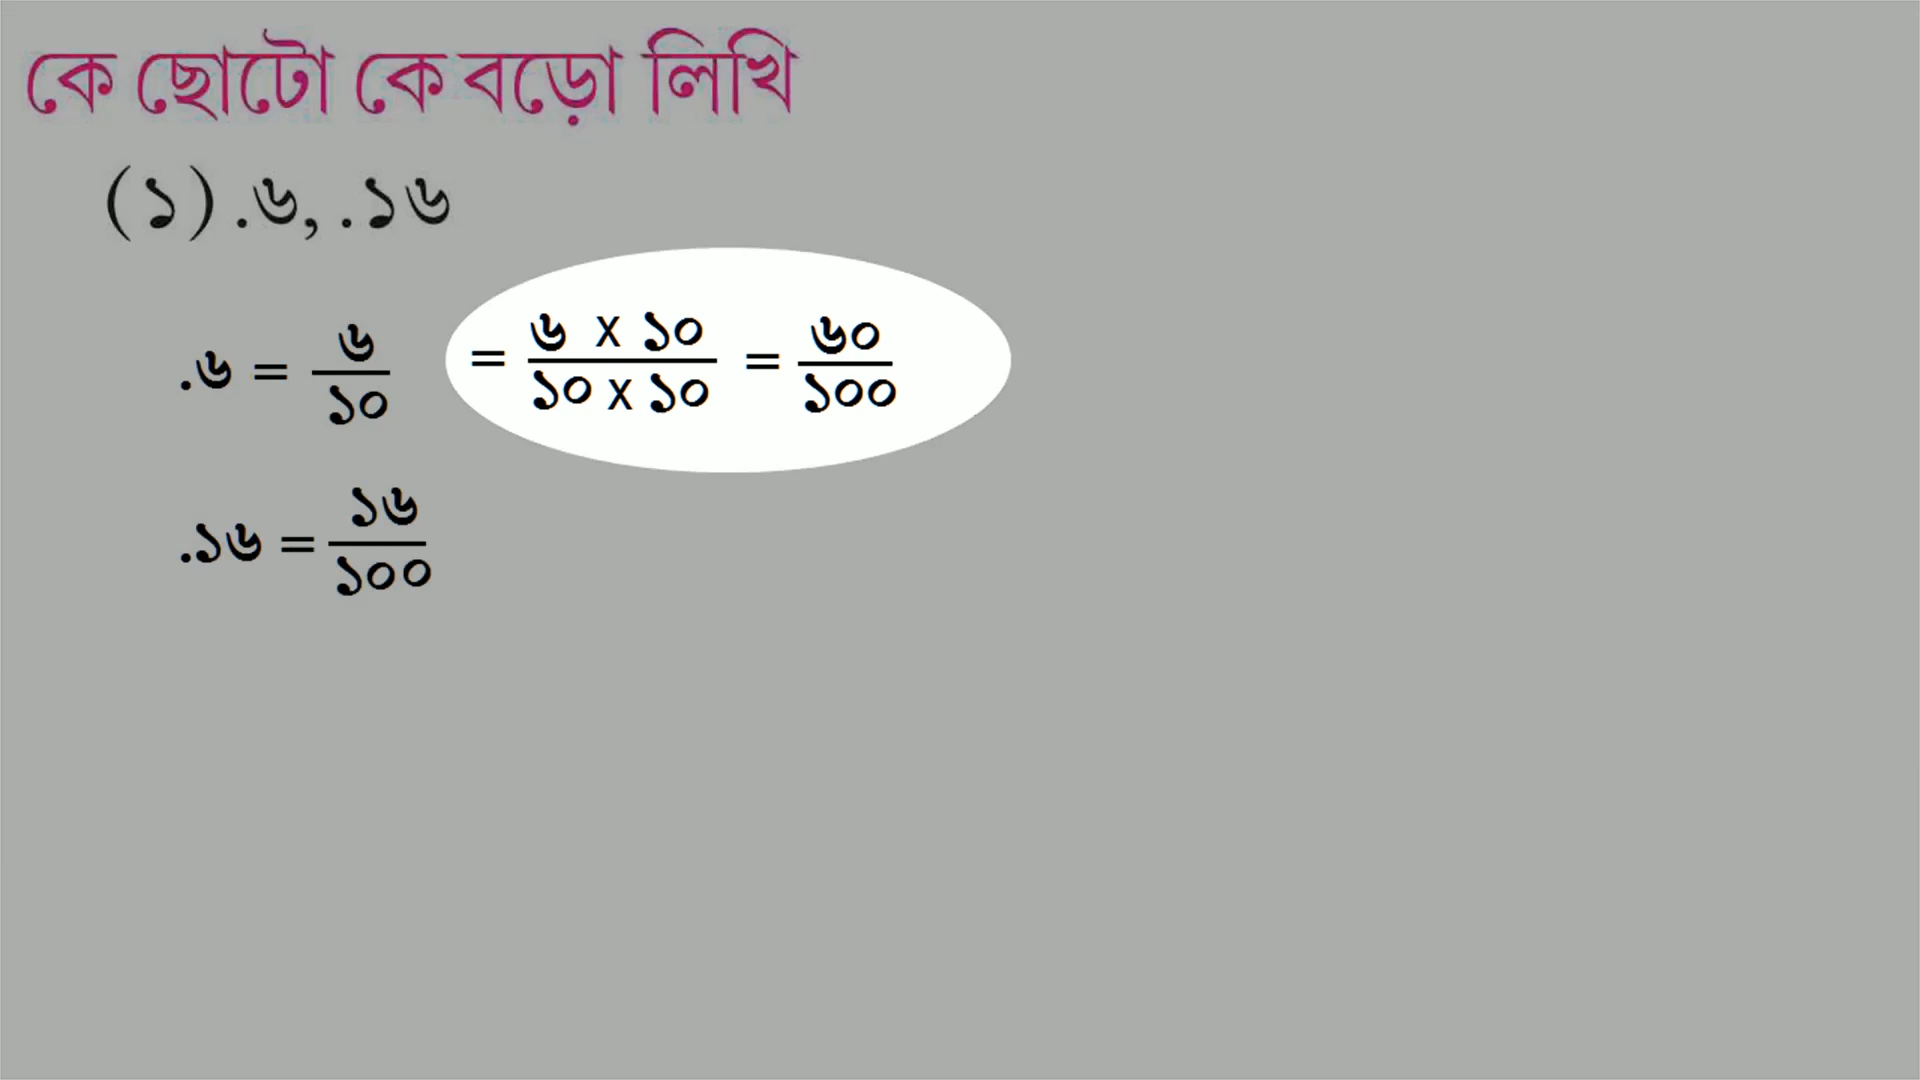 কে ছোটো কে বড়ো লিখি
(১) .৬, .১৬
.৬ = ৬/১০ = ৬ x ১০/১০ x ১০ = ৬০/১০০
.১৬ = ১৬/১০০